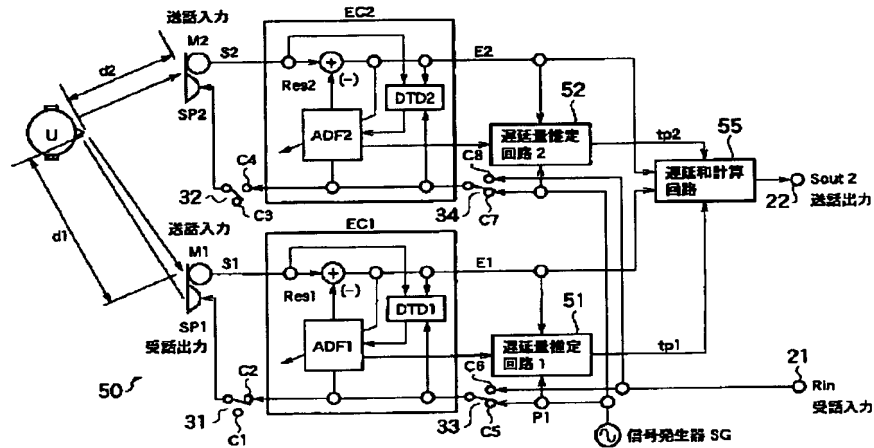 送話入力
EC2
M2
S2
E2
d2
Res2
(-)
DTD2
52
U
SP2
ADF2
遅延量推定
回路 2
tp2
55
C4
C8
遅延和計算
回路
Sout 2
22
送話出力
32
C3
34
C7
送話入力
EC1
d1
M1
S1
E1
Res1
(-)
DTD1
51
SP1
受話出力
ADF1
遅延量推定
回路 1
tp1
21
50
C2
C6
Rin
受話入力
31
C1
33
C5
P1
信号発生器 SG